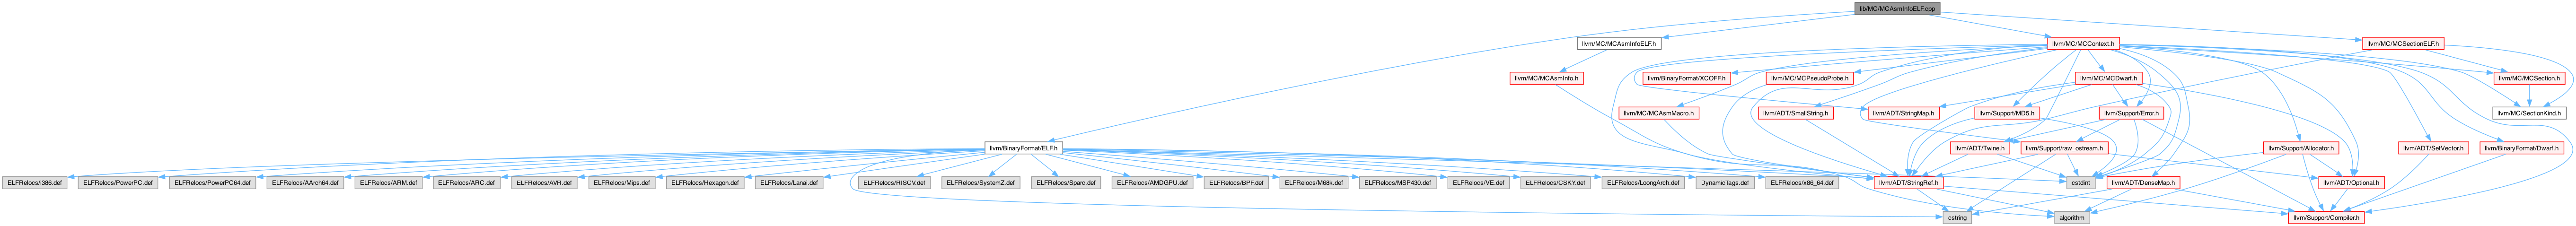 lib/MC/MCAsmInfoELF.cpp
llvm/MC/MCAsmInfoELF.h
llvm/MC/MCContext.h
llvm/MC/MCSectionELF.h
llvm/MC/MCAsmInfo.h
llvm/BinaryFormat/XCOFF.h
llvm/MC/MCPseudoProbe.h
llvm/MC/MCDwarf.h
llvm/MC/MCSection.h
llvm/MC/MCAsmMacro.h
llvm/ADT/SmallString.h
llvm/ADT/StringMap.h
llvm/Support/MD5.h
llvm/Support/Error.h
llvm/MC/SectionKind.h
llvm/BinaryFormat/ELF.h
llvm/ADT/Twine.h
llvm/Support/raw_ostream.h
llvm/Support/Allocator.h
llvm/ADT/SetVector.h
llvm/BinaryFormat/Dwarf.h
ELFRelocs/i386.def
ELFRelocs/PowerPC.def
ELFRelocs/PowerPC64.def
ELFRelocs/AArch64.def
ELFRelocs/ARM.def
ELFRelocs/ARC.def
ELFRelocs/AVR.def
ELFRelocs/Mips.def
ELFRelocs/Hexagon.def
ELFRelocs/Lanai.def
ELFRelocs/RISCV.def
ELFRelocs/SystemZ.def
ELFRelocs/Sparc.def
ELFRelocs/AMDGPU.def
ELFRelocs/BPF.def
ELFRelocs/M68k.def
ELFRelocs/MSP430.def
ELFRelocs/VE.def
ELFRelocs/CSKY.def
ELFRelocs/LoongArch.def
DynamicTags.def
ELFRelocs/x86_64.def
llvm/ADT/StringRef.h
cstdint
llvm/ADT/DenseMap.h
llvm/ADT/Optional.h
cstring
algorithm
llvm/Support/Compiler.h